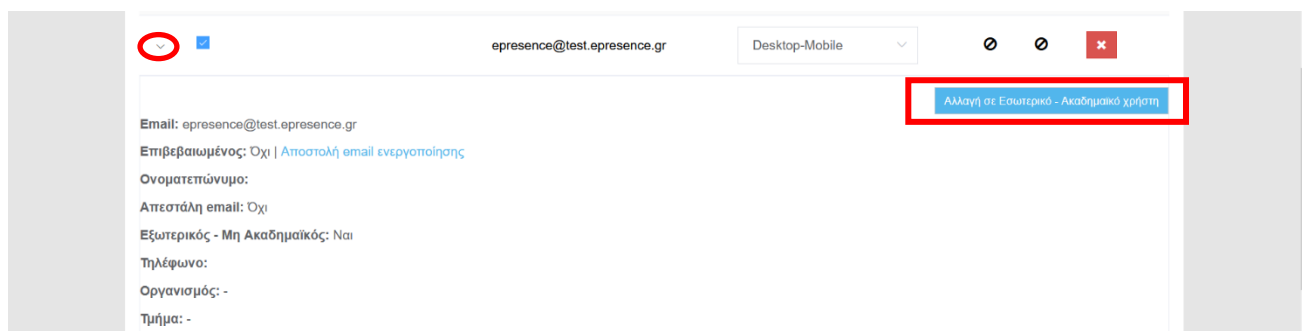 epresence@test.epresence.gr Desktop-Mobile
Αλλαγή σε Εσωτερικό - Ακαδημαικό χρήστη
Email: epresence@test.epresence.gr
Επιβεβαιωμένος: Όχι | Αποστολή email ενεργοποίησης
Ονοματεπώνυμο:
Απεστάλη email: Όχι
Εξωτερικός - Μη Ακαδημαϊκός: Ναι
Τηλέφωνο:
Οργανισμός: -
Τμήμα: -